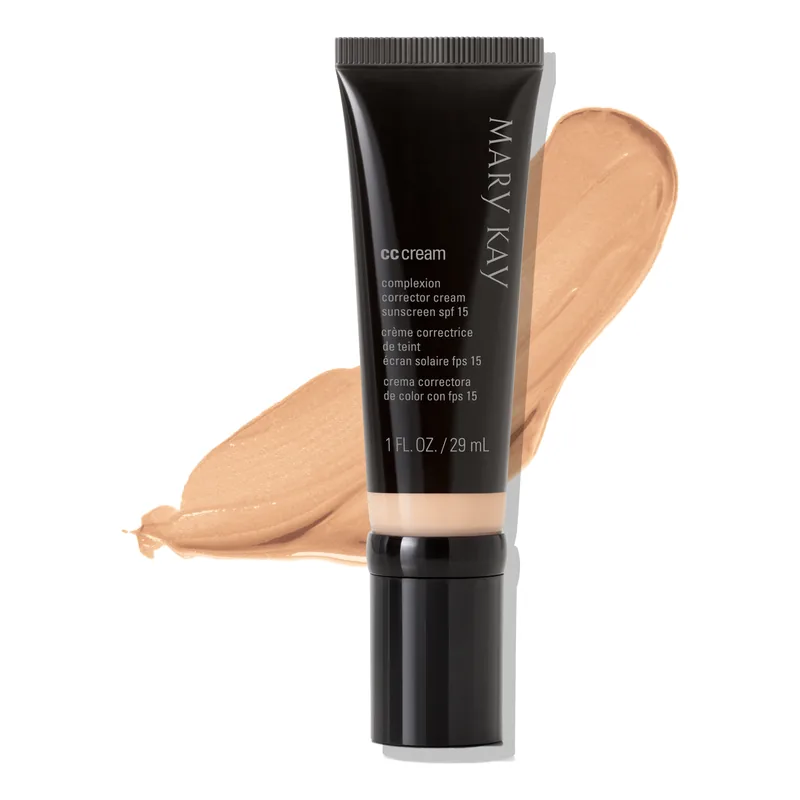 MARY KAY
cc cream
complexion
corrector cream
sunscreen spf 15
crème correctrice
de teint
écran solaire fps 15
crema correctora
de color con fps 15
1 FL. OZ. / 29 mL